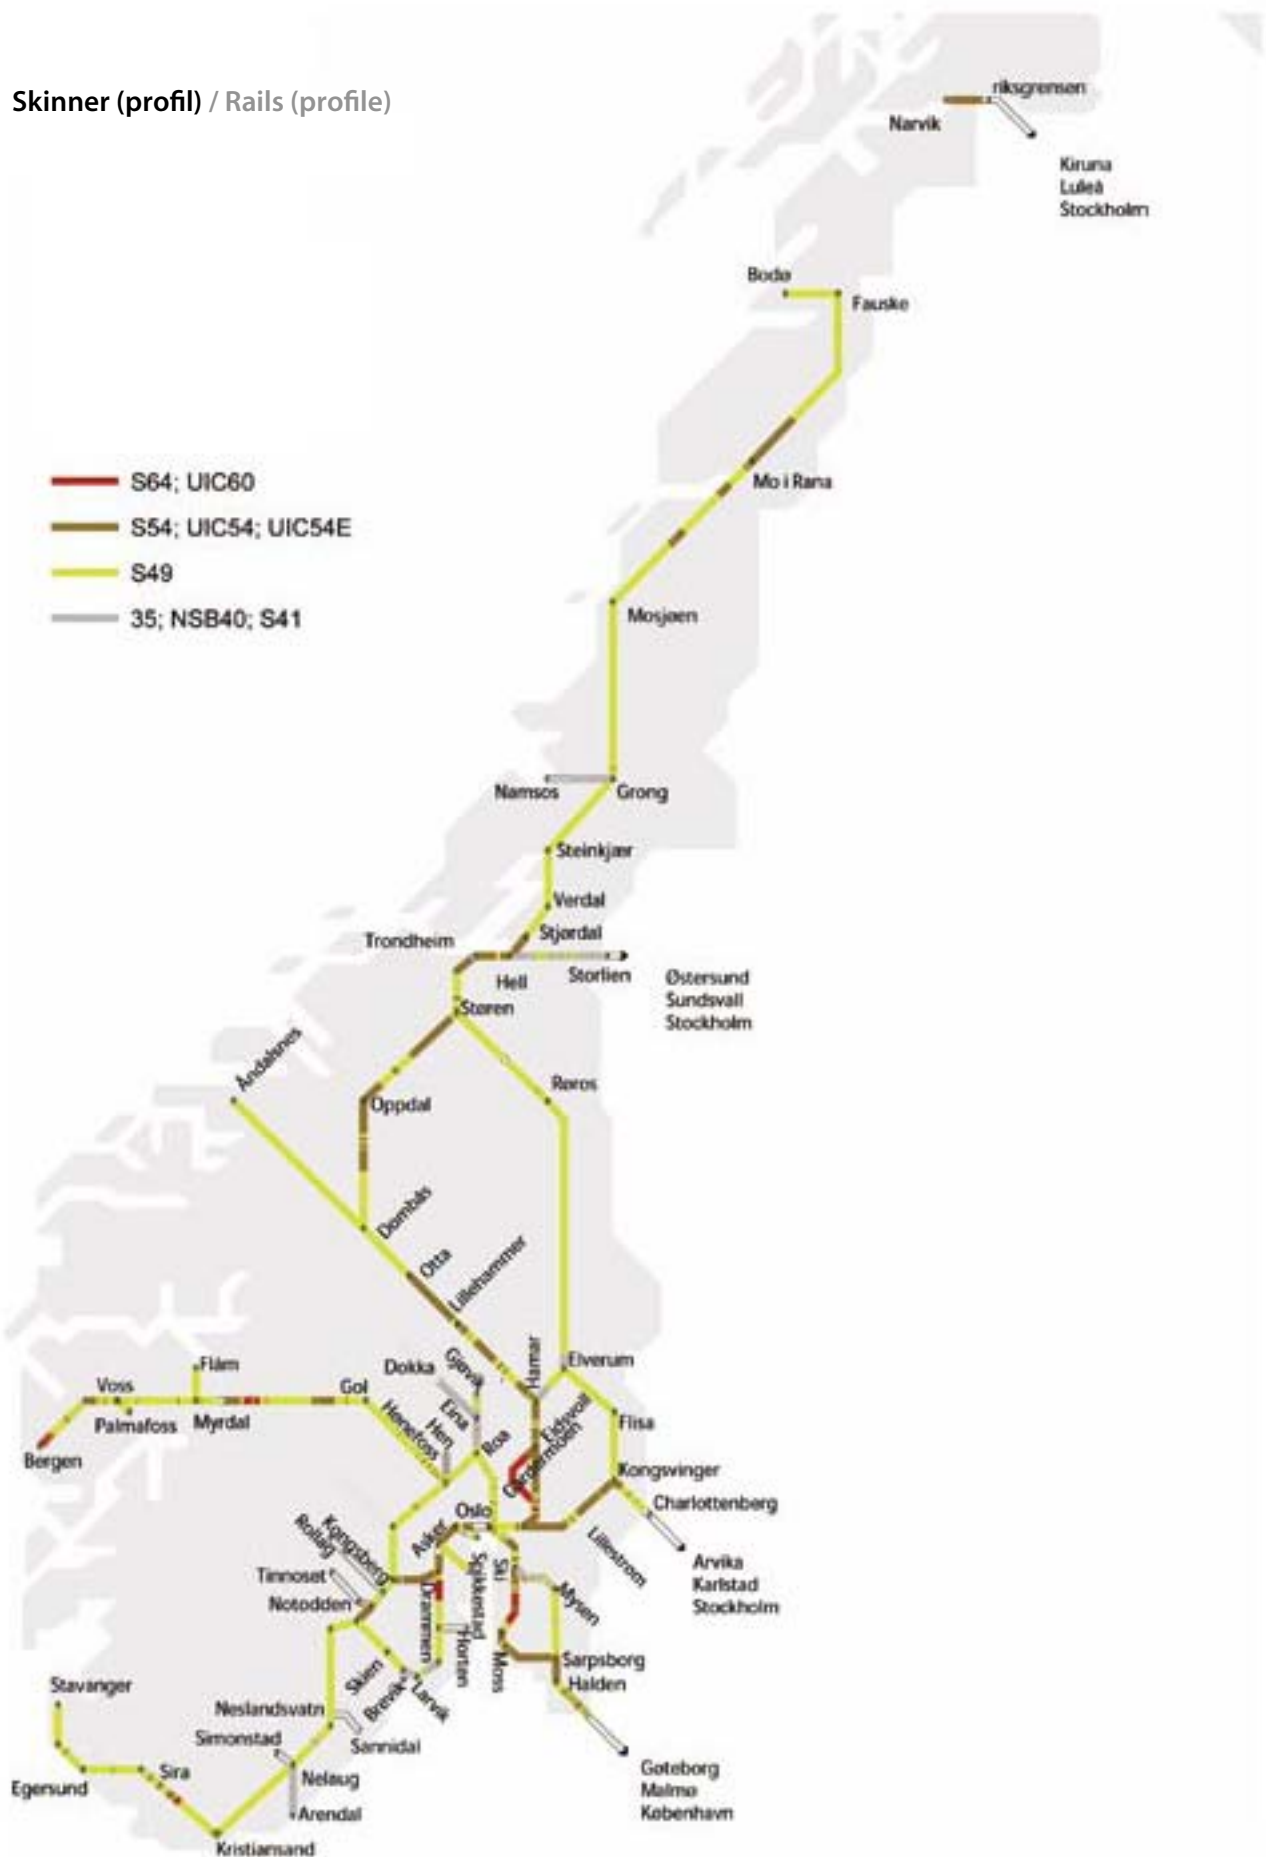 Skinner (profil) / Rails (profile)
riksgrensen
Narvik
Kiruna
Luleå
Stockholm
Bodø
Fauske
S64; UIC60
Mo i Rana
S54; UIC54; UIC54E
S49
35; NSB40; S41
Mosjøen
Namsos
Grong
Steinkjær
Verdal
Stjørdal
Trondheim
Hell
Storlien
Østersund
Sundsvall
Stockholm
Støren
Åndalsnes
Røros
Oppdal
Dombås
Otta
Lillehammer
Hamar
Elverum
Flåm
Dokka
Gjøvik
Voss
Gol
Palmafoss
Myrdal
Hønefoss
Hen
Eina
Roa
Eidsvoll
Gardermoen
Flisa
Bergen
Kongsvinger
Charlottenberg
Oslo
Asker
Kongsberg
Rollag
Lillestrøm
Tinnoset
Notodden
Drammen
Spikkestad
Ski
Mysen
Arvika
Karlstad
Stockholm
Horten
Moss
Sarpsborg
Halden
Skien
Brevik
Larvik
Stavanger
Neslandsvatn
Sannidal
Simonstad
Nelaug
Egersund
Sira
Arendal
Gøteborg
Malmø
København
Kristiansand